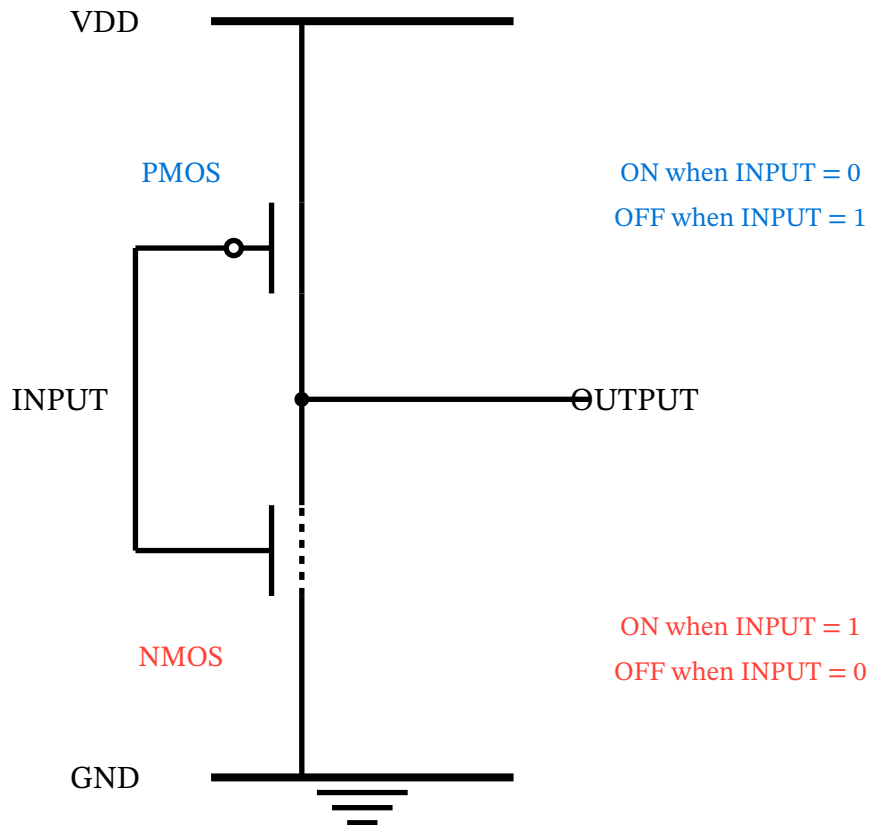 VDD
PMOS
ON when INPUT = 0
OFF when INPUT = 1
INPUT
OUTPUT
ON when INPUT = 1
NMOS
OFF when INPUT = 0
GND